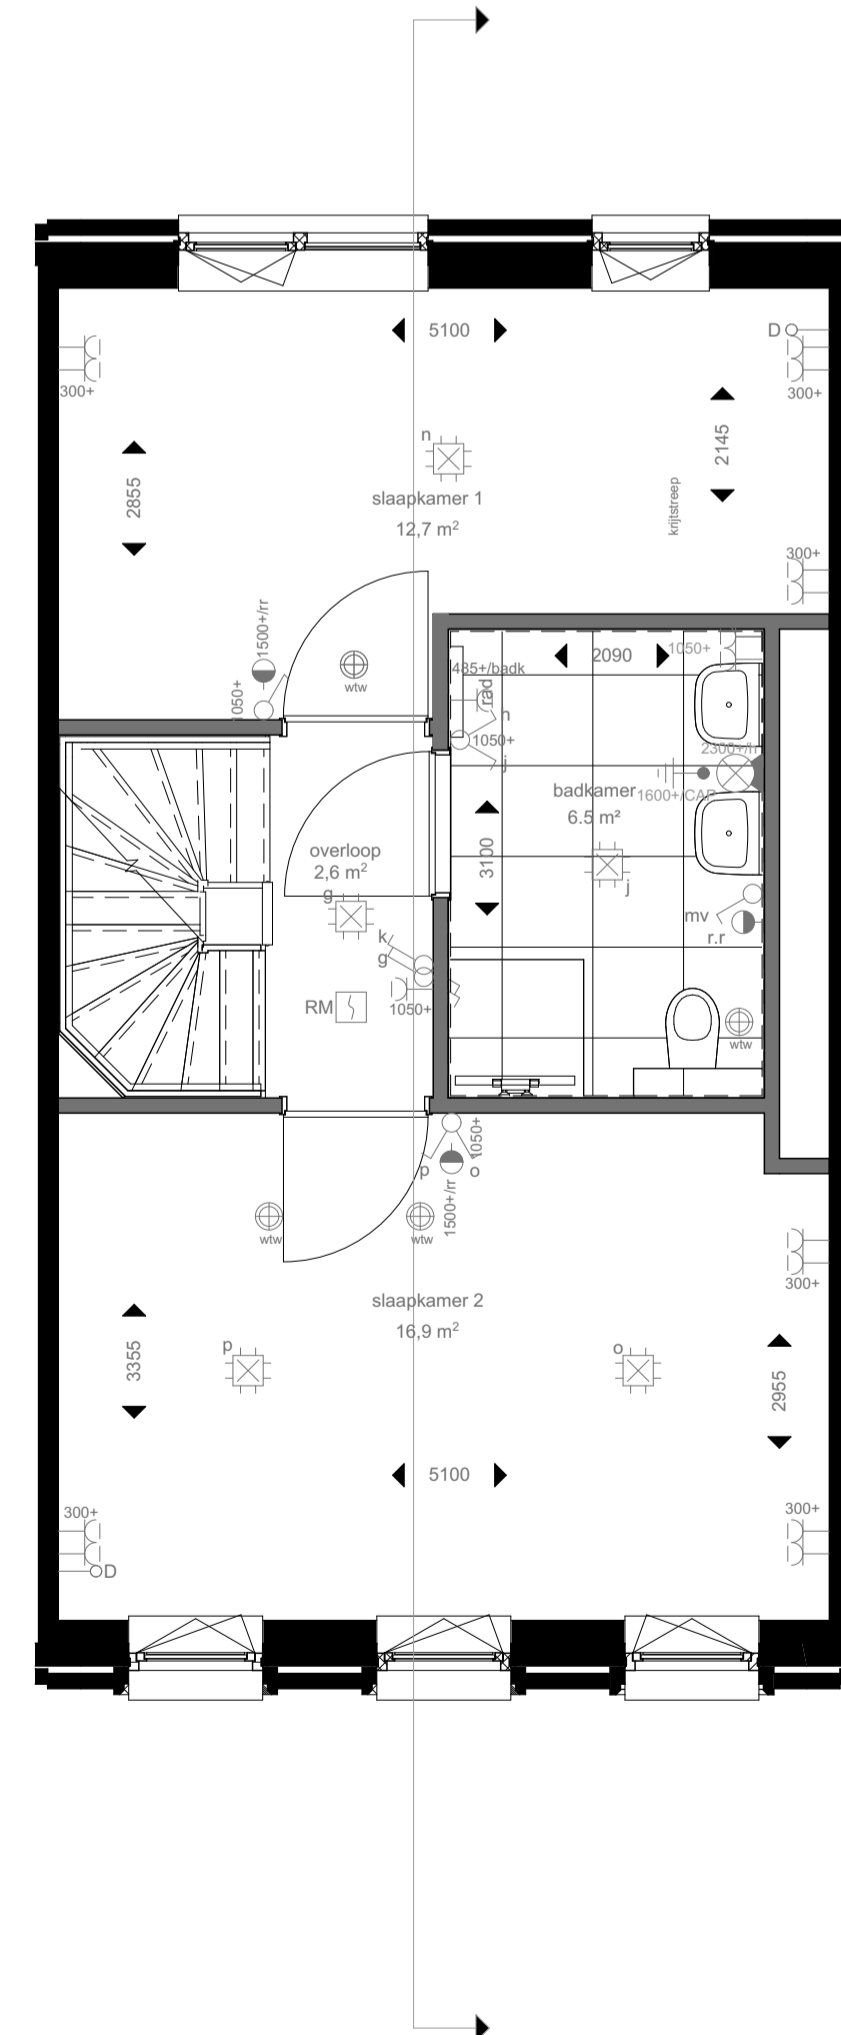 5100
D
300+
300+
2145
2855
n
slaapkamer 1
12,7 m²
krijtstreep
300+
1500+/rr
1050+
wtw
2090
1050+
435+/badk
rad
h
1050+
j
2300+/h
badkamer
6.5 m²
1600+/CAP
3100
overloop
2,6 m²
g
j
mv
r.r
k
g
1050+
RM
wtw
p
o
1050+
1500+/rr
wtw
wtw
300+
slaapkamer 2
16,9 m²
p
o
3355
2955
5100
300+
300+
D